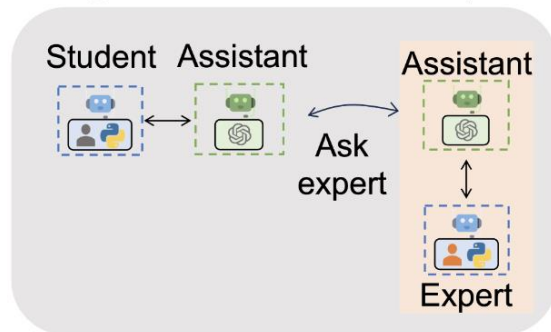 Student Assistant
Assistant
Ask
expert
Expert